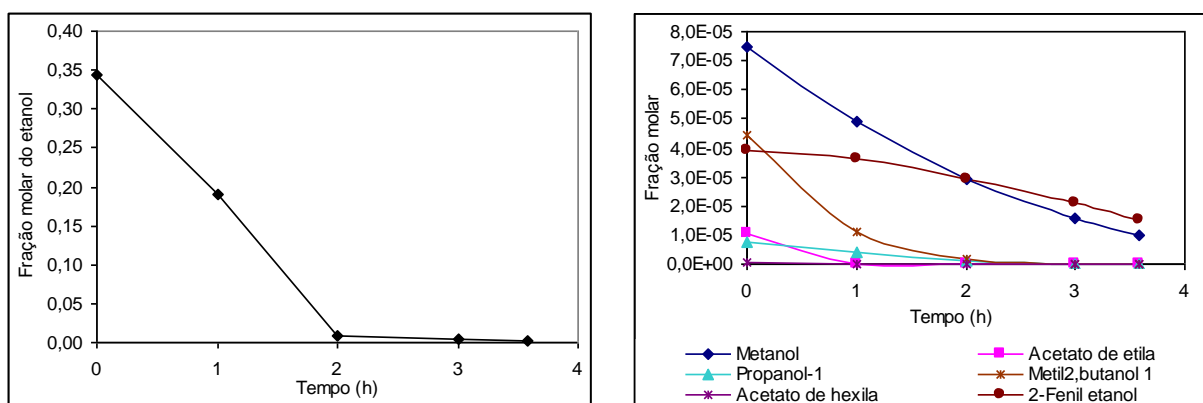 Fração molar do etanol
0,40
0,35
0,30
0,25
0,20
0,15
0,10
0,05
0,00
0 1 2 3 4
Tempo (h)
Fração molar
8,0E-05
7,0E-05
6,0E-05
5,0E-05
4,0E-05
3,0E-05
2,0E-05
1,0E-05
0,0E+00
0 1 2 3 4
Tempo (h)
Metanol Acetato de etila
Propanol-1 Metil2,butanol 1
Acetato de hexila 2-Fenil etanol